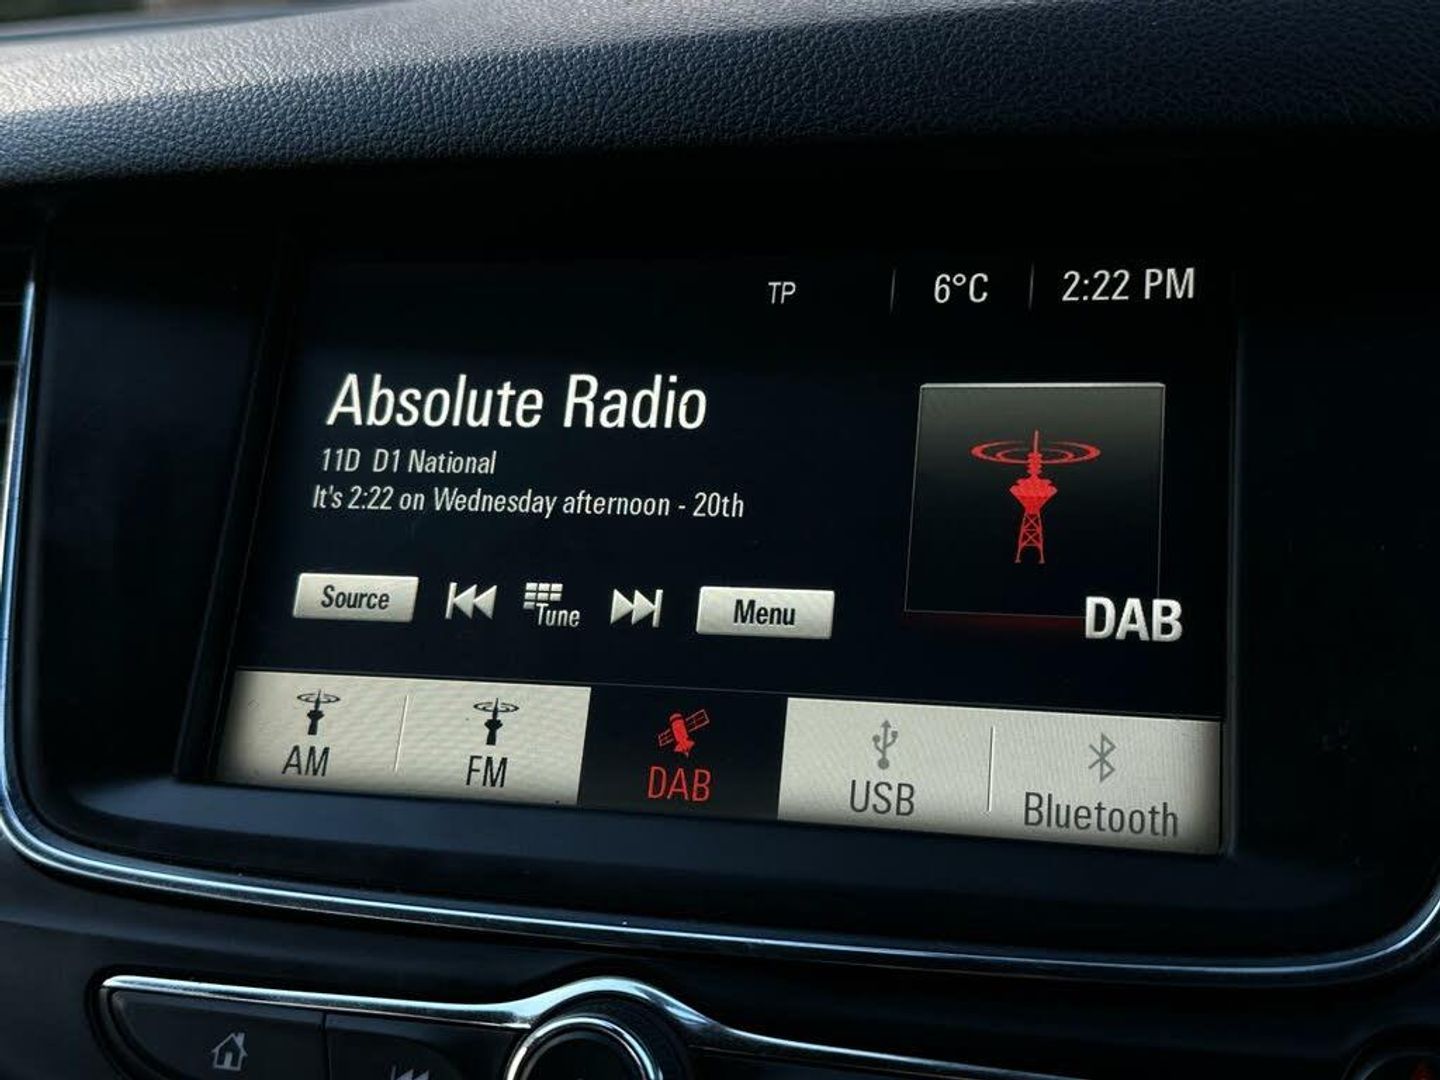 TP 6°C 2:22 PM
Absolute Radio
11D D1 National
It's 2:22 on Wednesday afternoon - 20th
Source Tune Menu
DAB
AM FM DAB USB Bluetooth